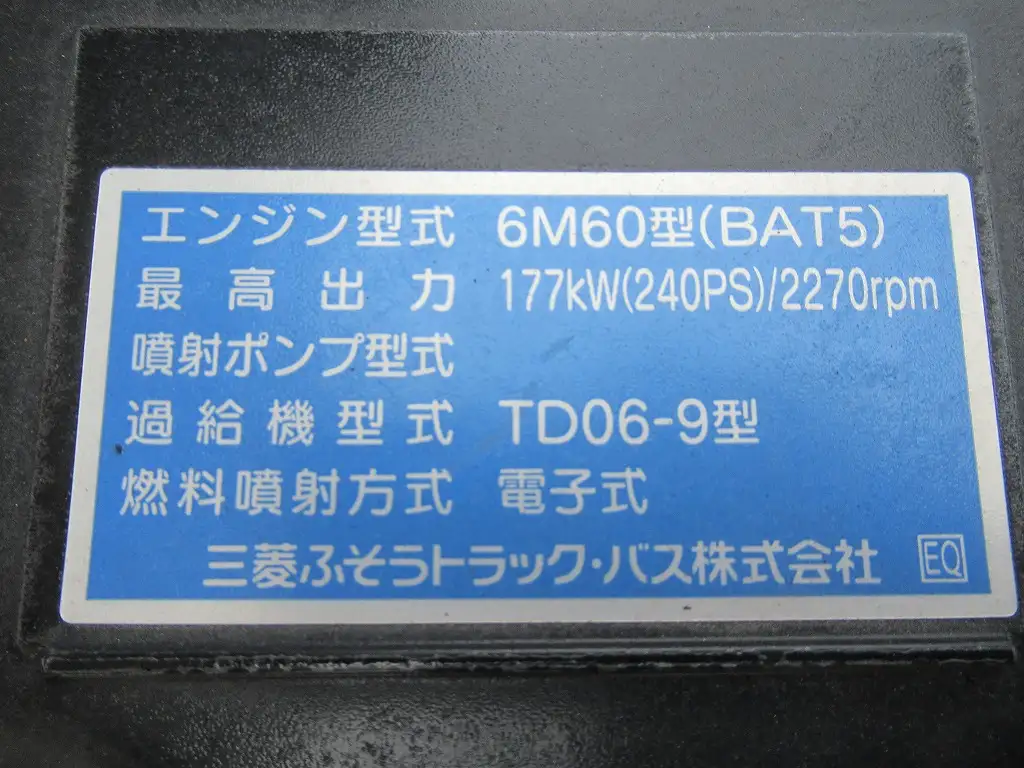 エンジン型式 6M60型(BAT5)
最高出力 177kW(240PS)/2270rpm
噴射ポンプ型式
過給機型式 TD06-9型
燃料噴射方式 電子式
三菱ふそうトラック・バス株式会社 EQ